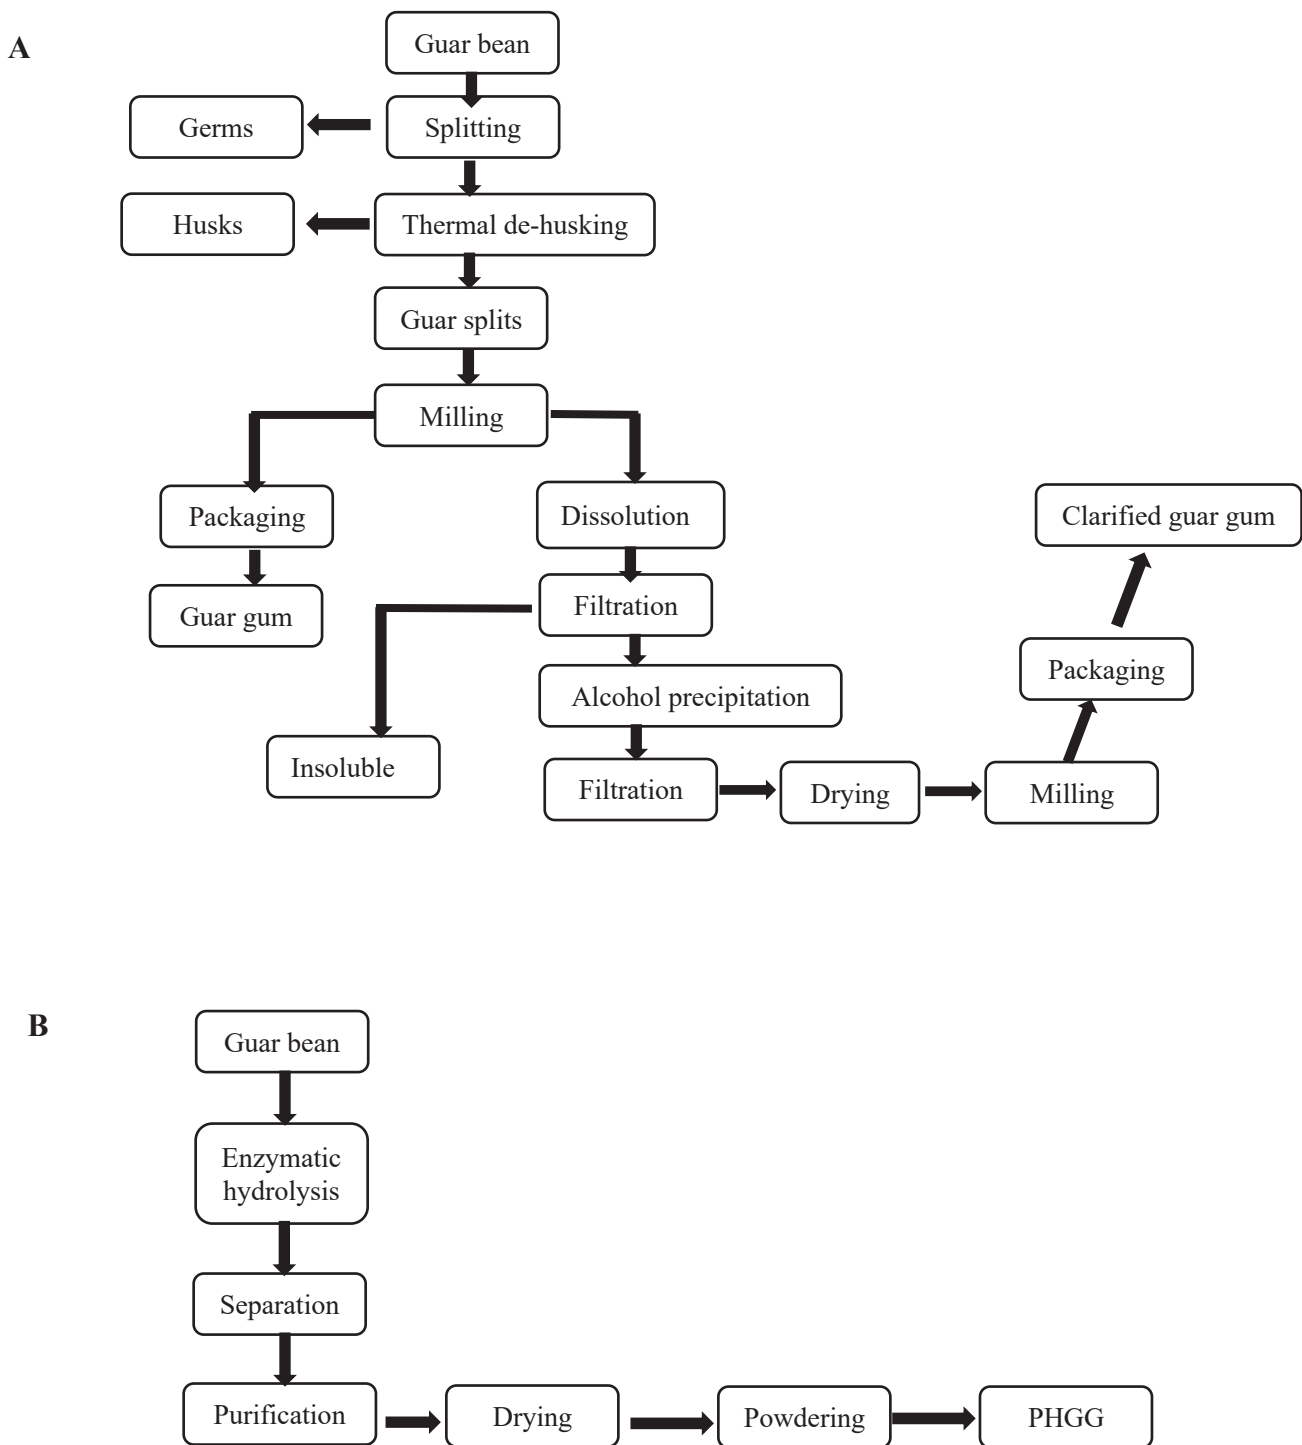 A
Guar bean
Germs
Splitting
Husks
Thermal de-husking
Guar splits
Milling
Packaging
Dissolution
Clarified guar gum
Guar gum
Filtration
Packaging
Alcohol precipitation
Insoluble
Filtration
Drying
Milling
B
Guar bean
Enzymatic
hydrolysis
Separation
Purification
Drying
Powdering
PHGG